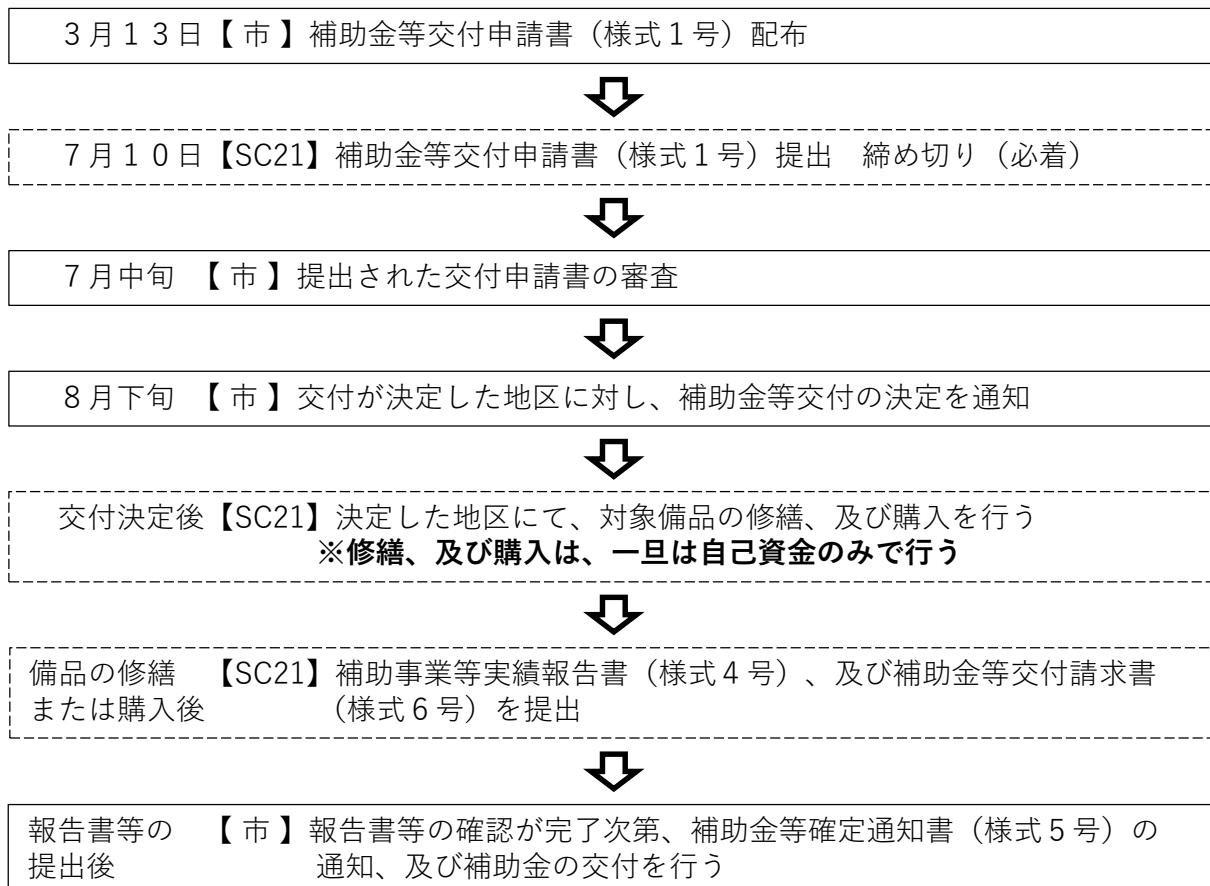 ３月１３日【 市 】補助金等交付申請書（様式１号）配布
７月１０日【SC21】補助金等交付申請書（様式１号）提出　締め切り（必着）
７月中旬　【 市 】提出された交付申請書の審査
８月下旬　【 市 】交付が決定した地区に対し、補助金等交付の決定を通知
交付決定後【SC21】決定した地区にて、対象備品の修繕、及び購入を行う
※修繕、及び購入は、一旦は自己資金のみで行う
備品の修繕　【SC21】補助事業等実績報告書（様式４号）、及び補助金等交付請求書
または購入後　（様式６号）を提出
報告書等の　【 市 】報告書等の確認が完了次第、補助金等確定通知書（様式５号）の
提出後　通知、及び補助金の交付を行う